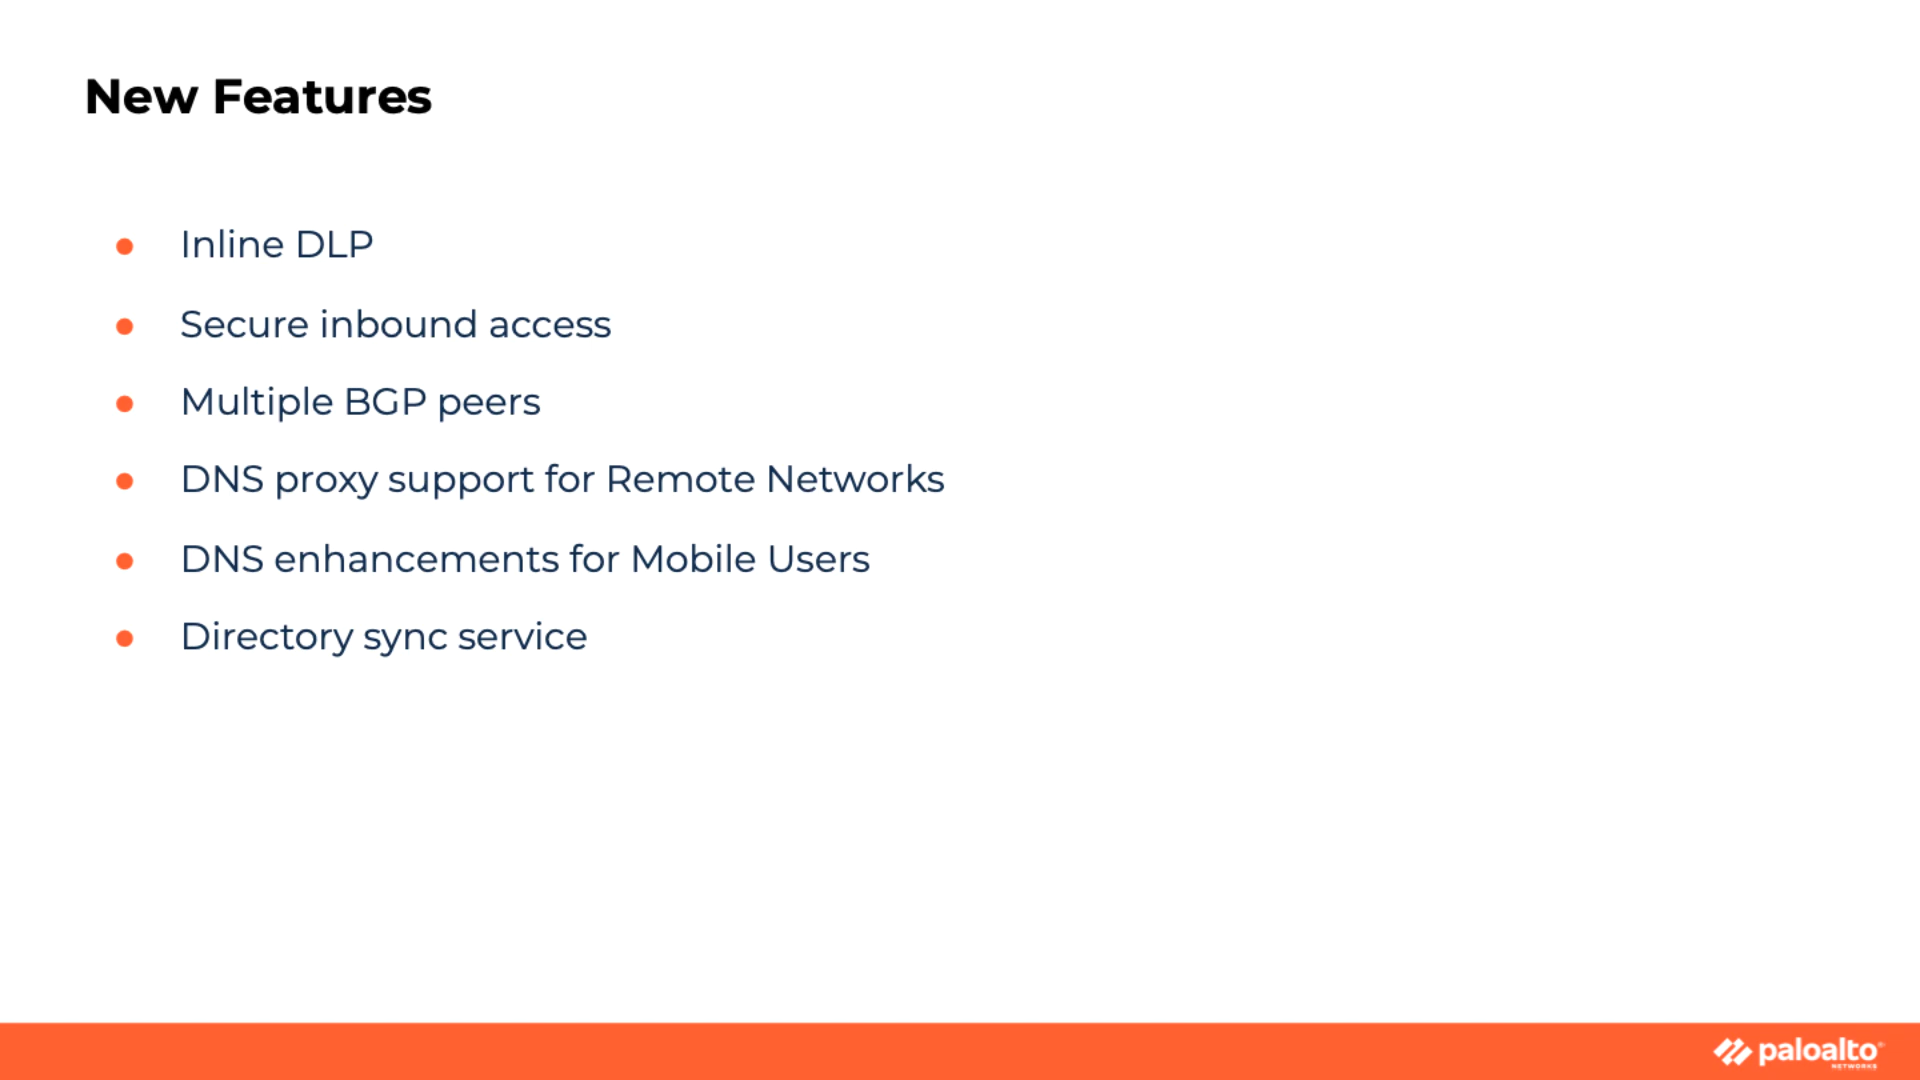 New Features
● Inline DLP
● Secure inbound access
● Multiple BGP peers
● DNS proxy support for Remote Networks
● DNS enhancements for Mobile Users
● Directory sync service
paloalto®
NETWORKS